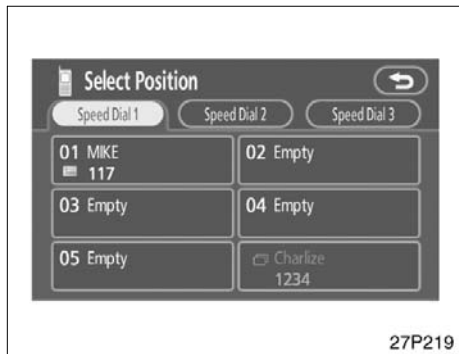 Select Position
Speed Dial 1 Speed Dial 2 Speed Dial 3
01 MIKE
117
02 Empty
03 Empty
04 Empty
05 Empty
Charlize
1234
27P219